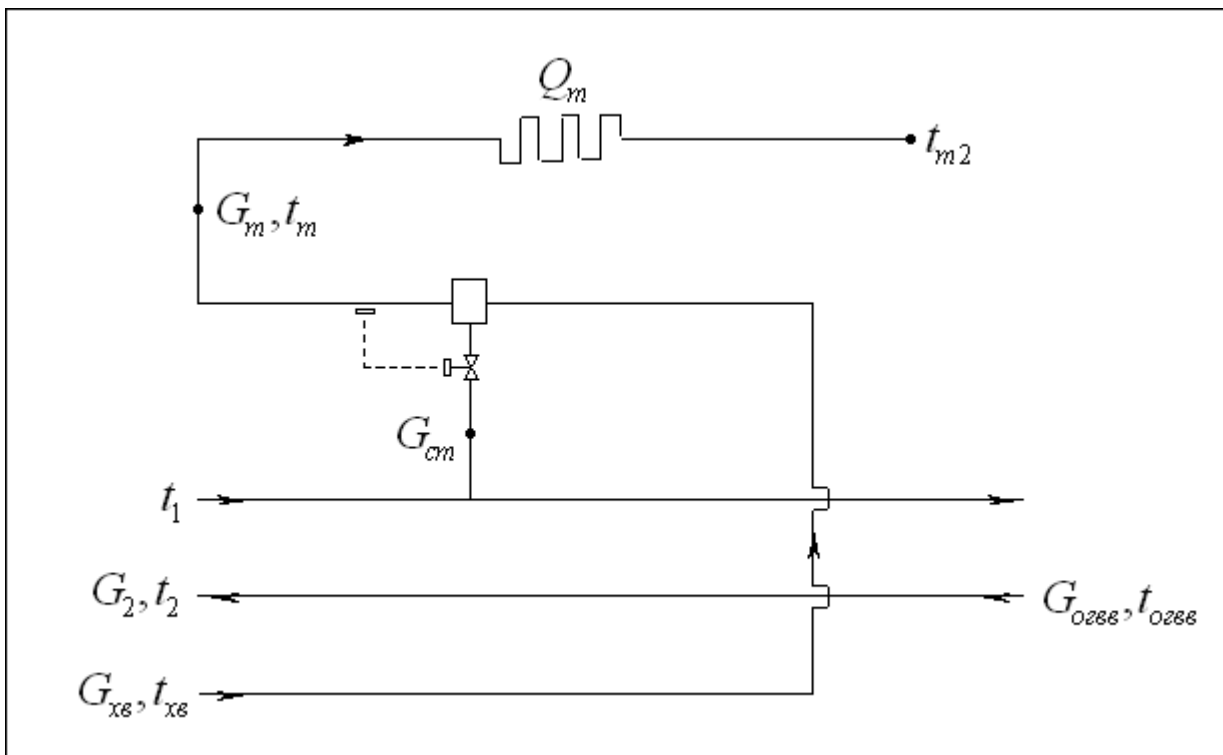 Qт
tт2
Gт, tт
Gст
t1
G2, t2
Gогвв, tогвв
Gхв, tхв